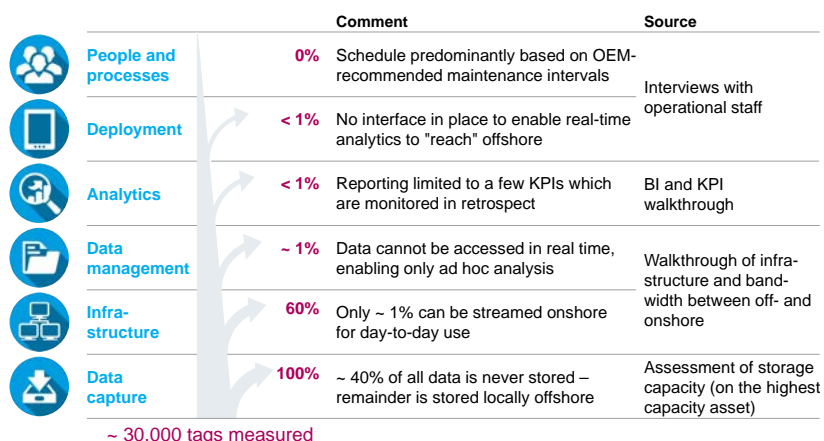 Comment
Source
People and
processes
0%
Schedule predominantly based on OEM-
recommended maintenance intervals
Interviews with
operational staff
Deployment
< 1%
No interface in place to enable real-time
analytics to "reach" offshore
Analytics
< 1%
Reporting limited to a few KPIs which
are monitored in retrospect
BI and KPI
walkthrough
Data
management
~ 1%
Data cannot be accessed in real time,
enabling only ad hoc analysis
Walkthrough of infra-
structure and band-
width between off- and
onshore
Infra-
structure
60%
Only ~ 1% can be streamed onshore
for day-to-day use
Data
capture
100%
~ 40% of all data is never stored –
remainder is stored locally offshore
Assessment of storage
capacity (on the highest
capacity asset)
~ 30,000 tags measured